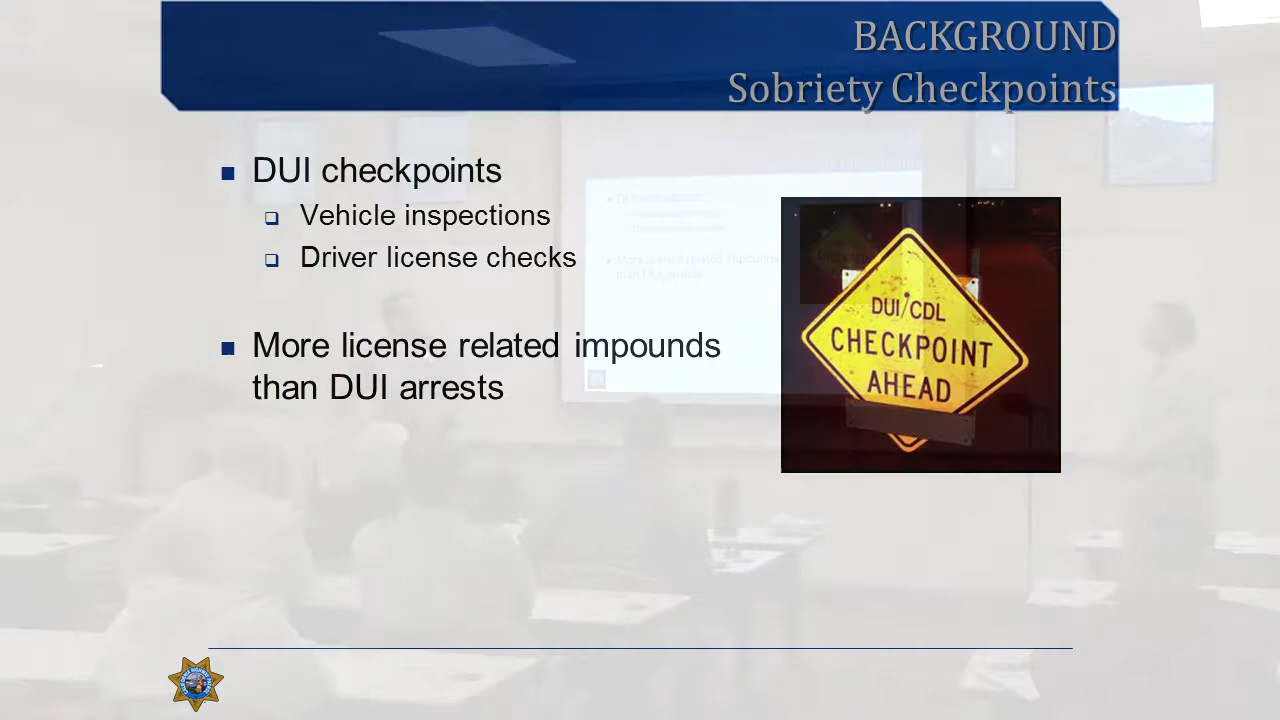 BACKGROUND
Sobriety Checkpoints
DUI checkpoints
Vehicle inspections
Driver license checks
More license related impounds
than DUI arrests
DUI/CDL
CHECKPOINT
AHEAD